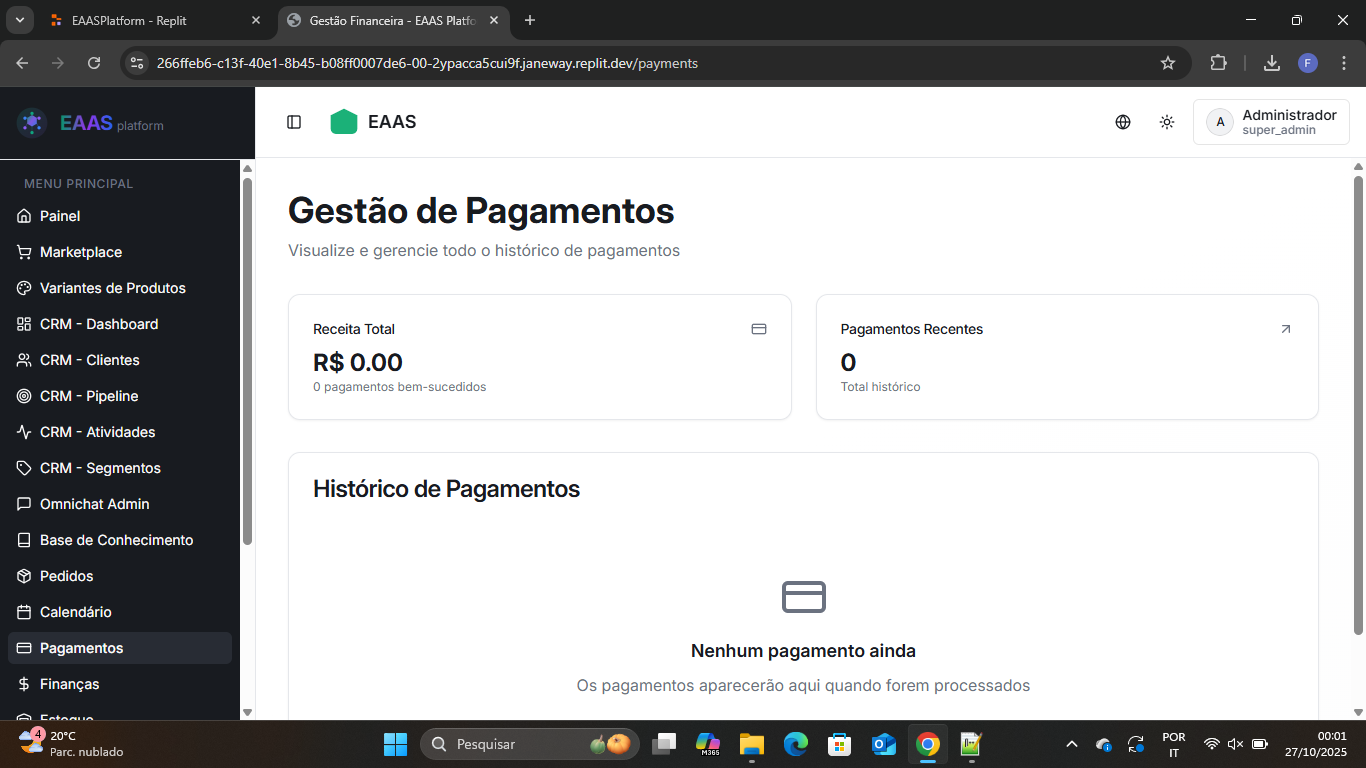 EAASPlatform - Replit
Gestão Financeira - EAAS Platfo
266ffeb6-c13f-40e1-8b45-b08ff0007de6-00-2ypacca5cui9f.janeway.replit.dev/payments
F
EAAS platform
EAAS
A
Administrador
super_admin
MENU PRINCIPAL
Painel
Marketplace
Variantes de Produtos
CRM - Dashboard
CRM - Clientes
CRM - Pipeline
CRM - Atividades
CRM - Segmentos
Omnichat Admin
Base de Conhecimento
Pedidos
Calendário
Pagamentos
Finanças
Estoque
Gestão de Pagamentos
Visualize e gerencie todo o histórico de pagamentos
Receita Total
R$ 0.00
0 pagamentos bem-sucedidos
Pagamentos Recentes
0
Total histórico
Histórico de Pagamentos
Nenhum pagamento ainda
Os pagamentos aparecerão aqui quando forem processados
4
20°C
Parc. nublado
Pesquisar
M365
POR
IT
00:01
27/10/2025